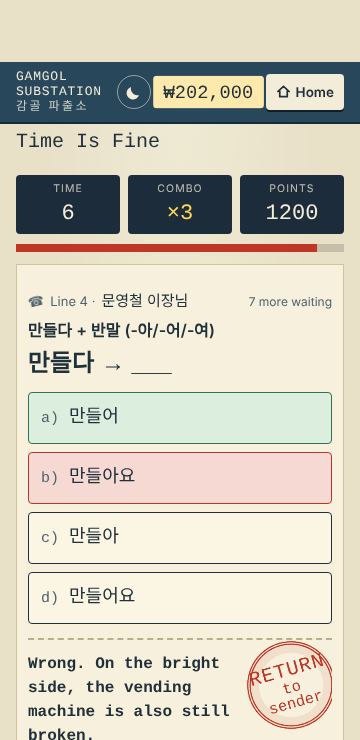 GAMGOL
SUBSTATION
감골 파출소
₩202,000
Home
Time Is Fine
TIME
6
COMBO
×3
POINTS
1200
☎ Line 4 · 문영철 이장님
7 more waiting
만들다 + 반말 (-아/-어/-여)
만들다 → ___
a) 만들어
b) 만들아요
c) 만들아
d) 만들어요
Wrong. On the bright
side, the vending
machine is also still
broken.
RETURN
to
sender